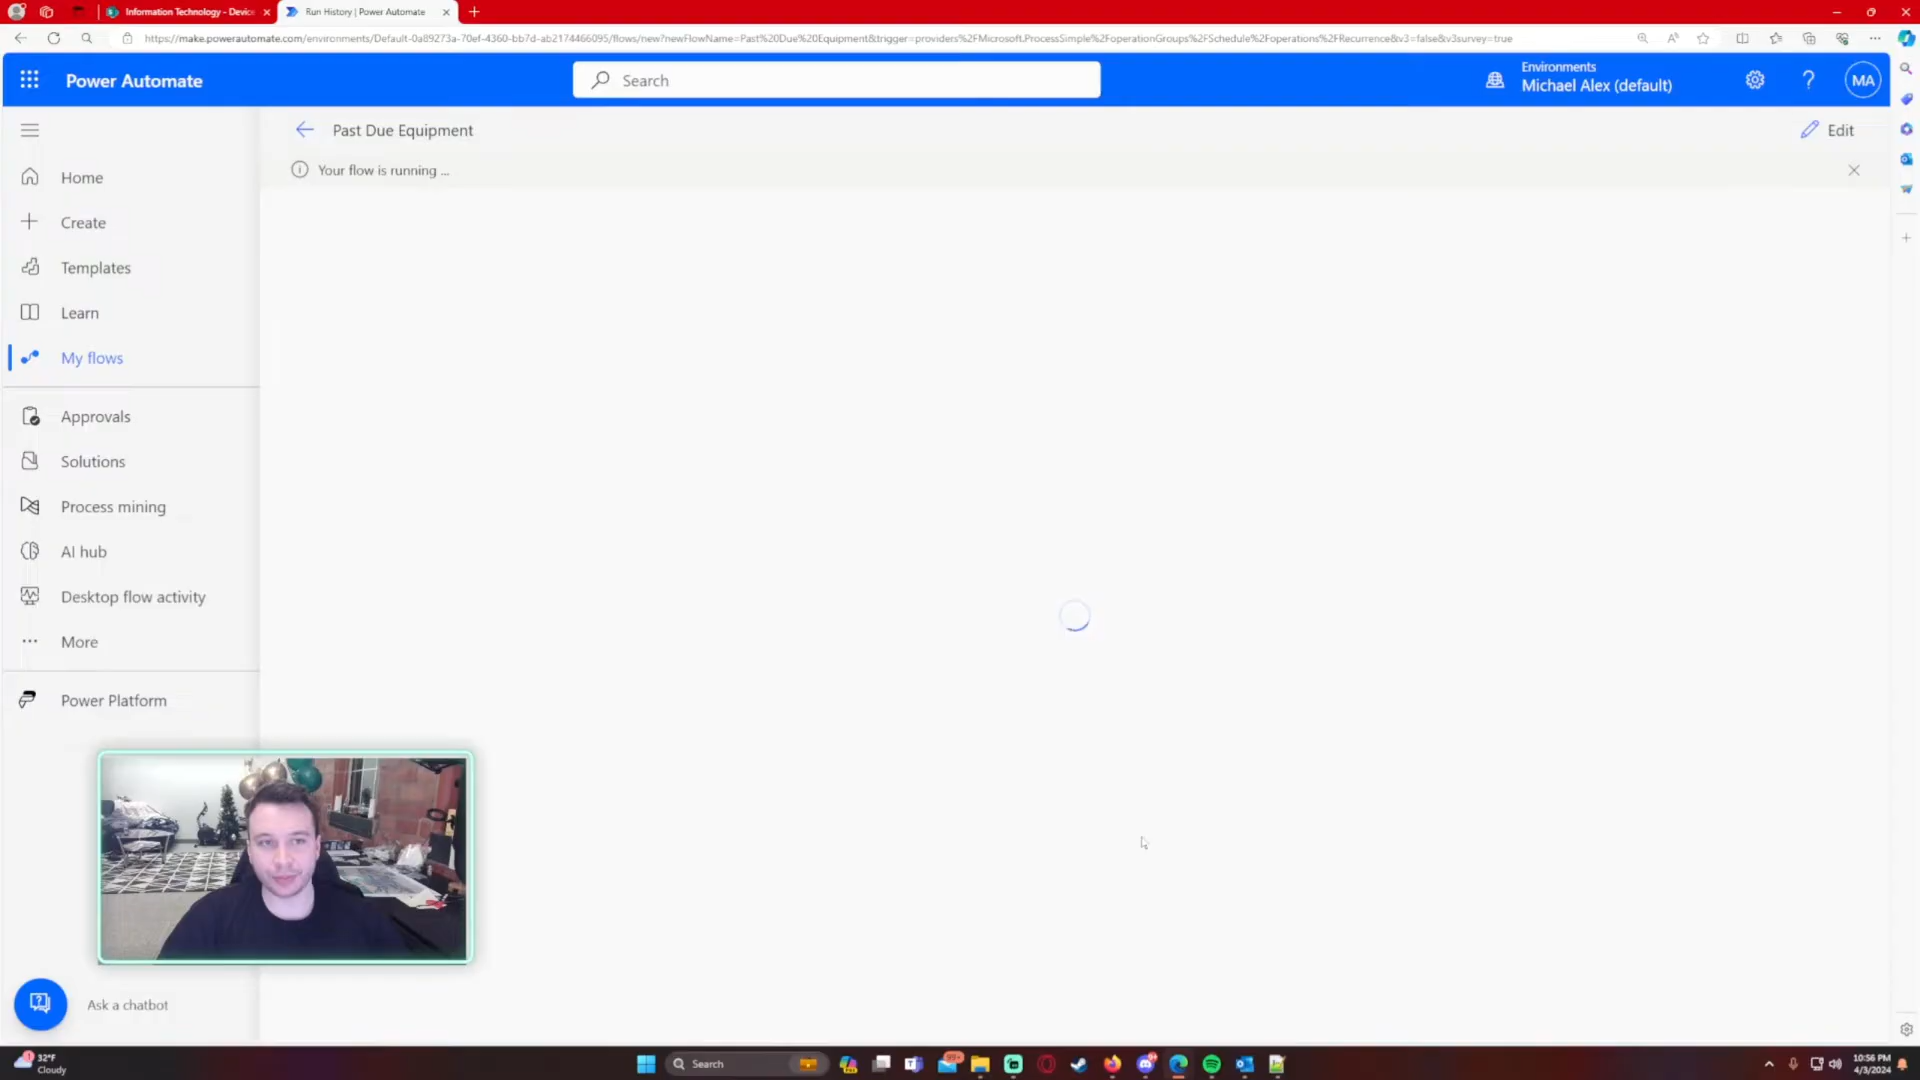 Information Technology - Device
Run History | Power Automate
https://make.powerautomate.com/environments/Default-0a89273a-70ef-4360-bb7d-ab2174466095/flows/new?newFlowName=Past%20Due%20Equipment&trigger=providers%2FMicrosoft.ProcessSimple%2FoperationGroups%2FSchedule%2Foperations%2FRecurrence&v3=false&v3survey=true
Power Automate
Search
Environments
Michael Alex (default)
MA
Past Due Equipment
Edit
Your flow is running ...
Home
Create
Templates
Learn
My flows
Approvals
Solutions
Process mining
AI hub
Desktop flow activity
More
Power Platform
Ask a chatbot
32°F
Cloudy
Search
99+
10:56 PM
4/3/2024